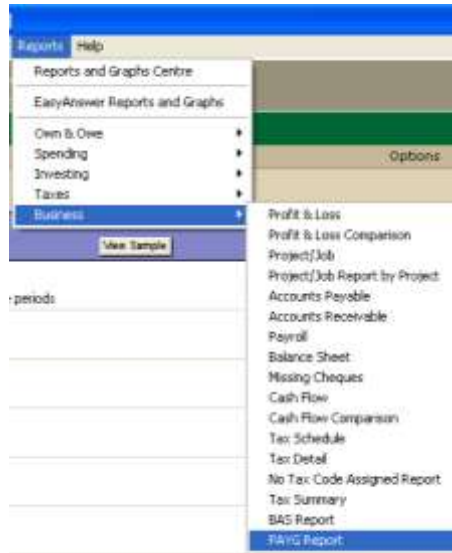 Reports Help
Reports and Graphs Centre
EasyAnswer Reports and Graphs
Own & Owe
Spending
Options
Investing
Taxes
Business
Profit & Loss
View Sample
Profit & Loss Comparison
Project/Job
Project/Job Report by Project
periods
Accounts Payable
Accounts Receivable
Payroll
Balance Sheet
Missing Cheques
Cash Flow
Cash Flow Comparison
Tax Schedule
Tax Detail
No Tax Code Assigned Report
Tax Summary
BAS Report
PAYG Report